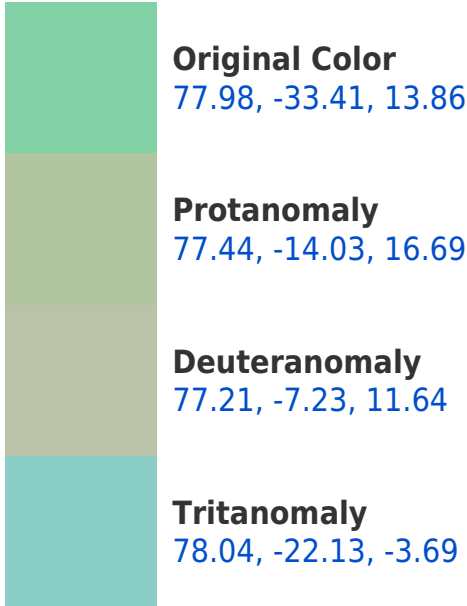 Original Color
77.98, -33.41, 13.86
Protanomaly
77.44, -14.03, 16.69
Deuteranomaly
77.21, -7.23, 11.64
Tritanomaly
78.04, -22.13, -3.69